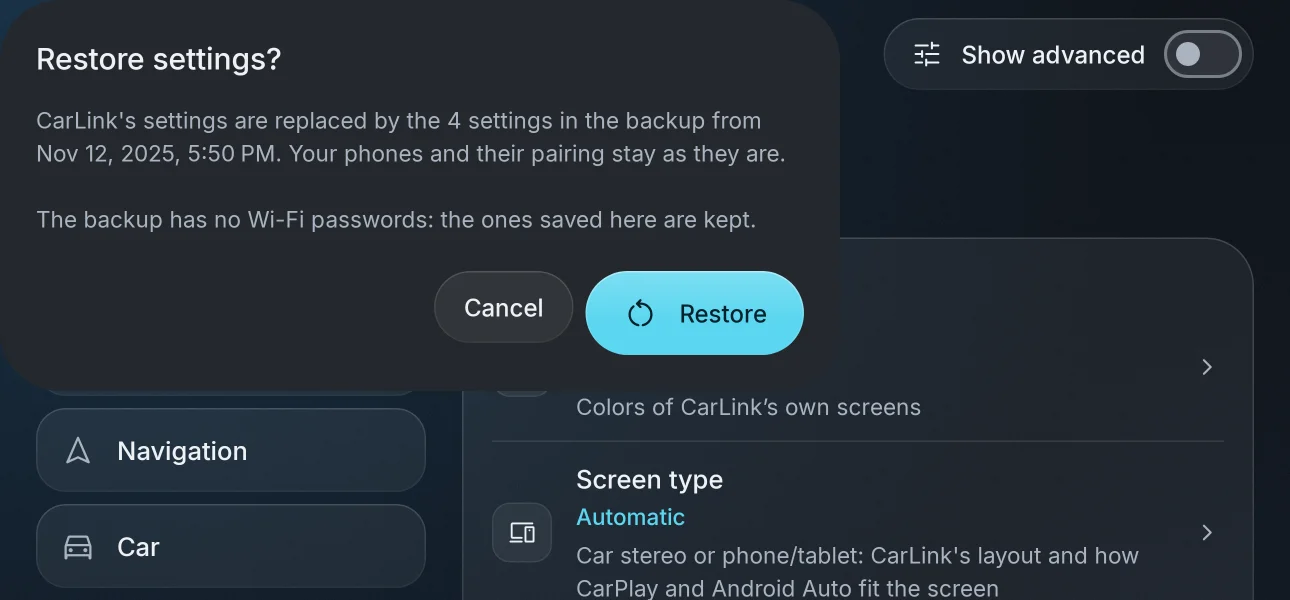 Restore settings?
Show advanced
CarLink's settings are replaced by the 4 settings in the backup from
Nov 12, 2025, 5:50 PM. Your phones and their pairing stay as they are.
The backup has no Wi-Fi passwords: the ones saved here are kept.
Cancel
Restore
Colors of CarLink’s own screens
Navigation
Screen type
Automatic
Car
Car stereo or phone/tablet: CarLink's layout and how
CarPlay and Android Auto fit the screen